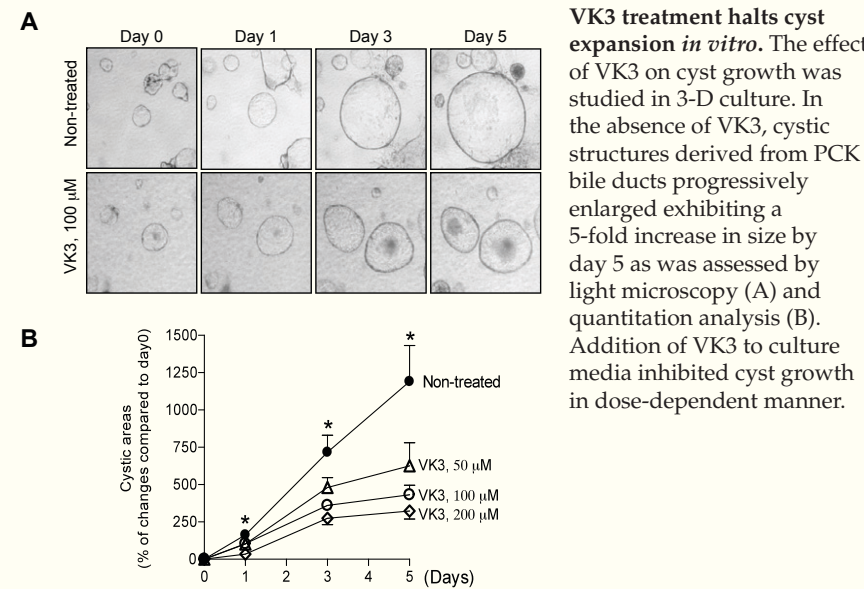 A
Day 0 Day 1 Day 3 Day 5
Non-treated
VK3, 100 µM
B
Cystic areas
(% of changes compared to day0)
1500
1250
1000
750
500
250
0
* * *
Non-treated
VK3, 50 µM
VK3, 100 µM
VK3, 200 µM
0 1 2 3 4 5 (Days)
VK3 treatment halts cyst
expansion in vitro. The effect
of VK3 on cyst growth was
studied in 3-D culture. In
the absence of VK3, cystic
structures derived from PCK
bile ducts progressively
enlarged exhibiting a
5-fold increase in size by
day 5 as was assessed by
light microscopy (A) and
quantitation analysis (B).
Addition of VK3 to culture
media inhibited cyst growth
in dose-dependent manner.